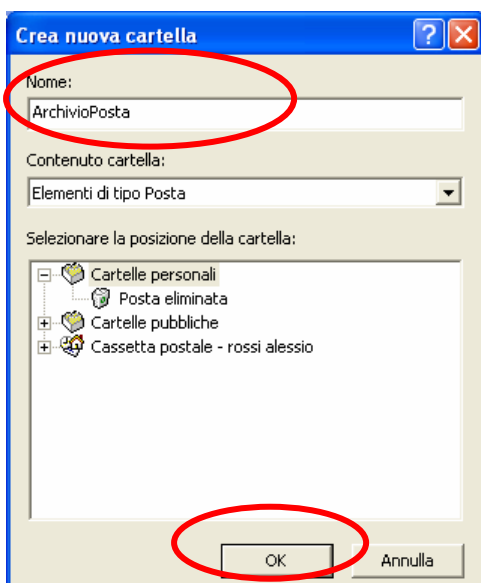 Crea nuova cartella
Nome:
ArchivioPosta
Contenuto cartella:
Elementi di tipo Posta
Selezionare la posizione della cartella:
Cartelle personali
Posta eliminata
Cartelle pubbliche
Cassetta postale - rossi alessio
OK Annulla